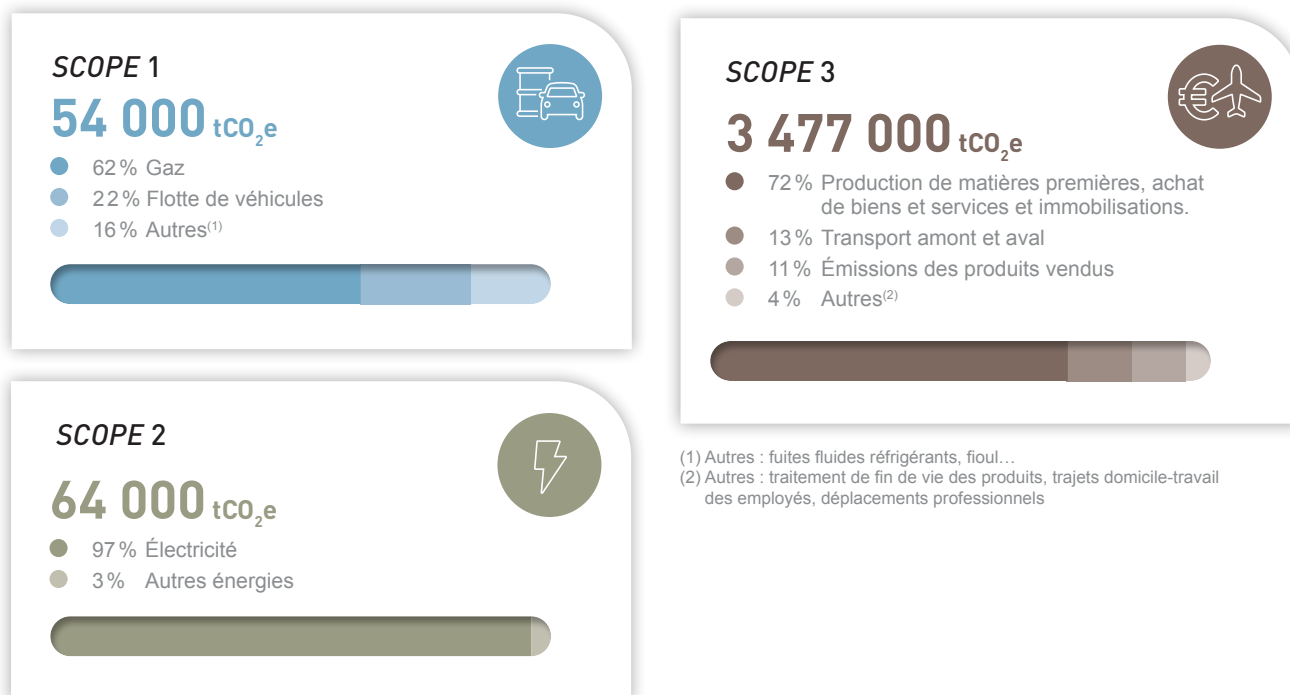 SCOPE 1
54 000 tCO₂e
62 % Gaz
22 % Flotte de véhicules
16 % Autres(1)
SCOPE 2
64 000 tCO₂e
97 % Électricité
3 % Autres énergies
SCOPE 3
3 477 000 tCO₂e
72 % Production de matières premières, achat
de biens et services et immobilisations.
13 % Transport amont et aval
11 % Émissions des produits vendus
4 % Autres(2)
(1) Autres : fuites fluides réfrigérants, fioul…
(2) Autres : traitement de fin de vie des produits, trajets domicile-travail
des employés, déplacements professionnels